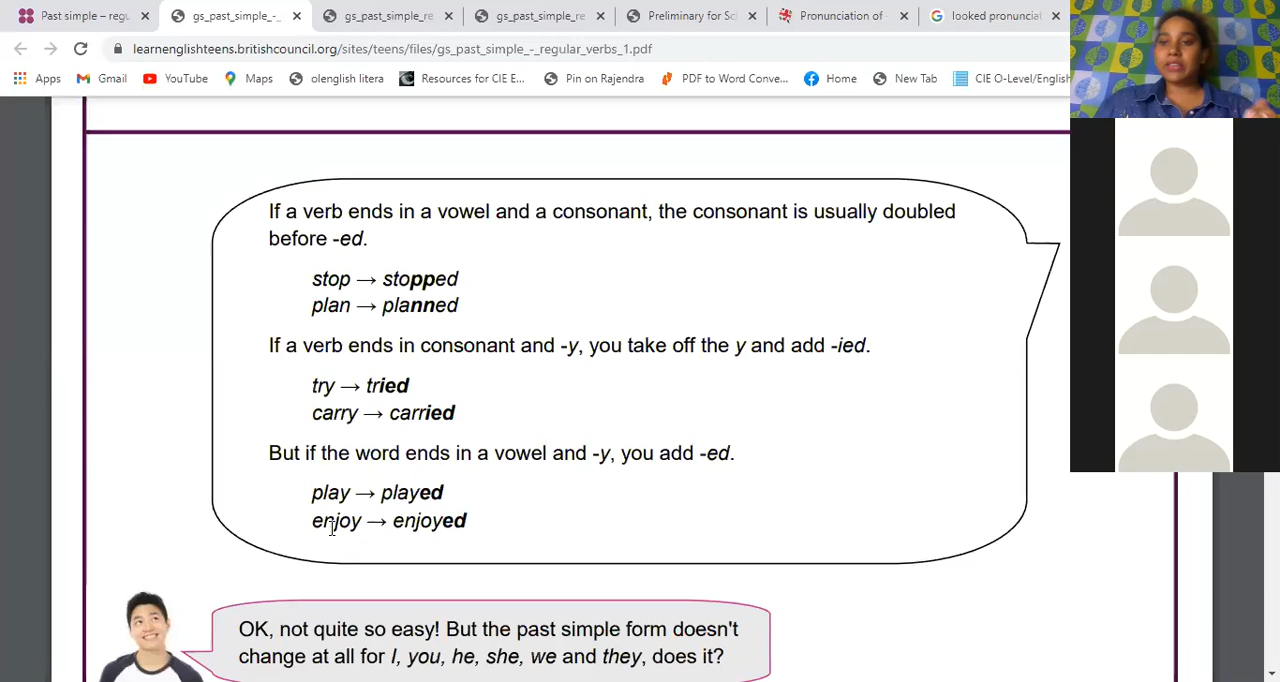 Past simple – regu
gs_past_simple_-_
gs_past_simple_re
gs_past_simple_re
Preliminary for Sc
Pronunciation of
looked pronunciat
learnenglishteens.britishcouncil.org/sites/teens/files/gs_past_simple_-_regular_verbs_1.pdf
Apps
Gmail
YouTube
Maps
olenglish litera
Resources for CIE E...
Pin on Rajendra
PDF to Word Conve...
Home
New Tab
CIE O-Level/English
If a verb ends in a vowel and a consonant, the consonant is usually doubled
before -ed.
stop → stopped
plan → planned
If a verb ends in consonant and -y, you take off the y and add -ied.
try → tried
carry → carried
But if the word ends in a vowel and -y, you add -ed.
play → played
enjoy → enjoyed
OK, not quite so easy! But the past simple form doesn't
change at all for I, you, he, she, we and they, does it?